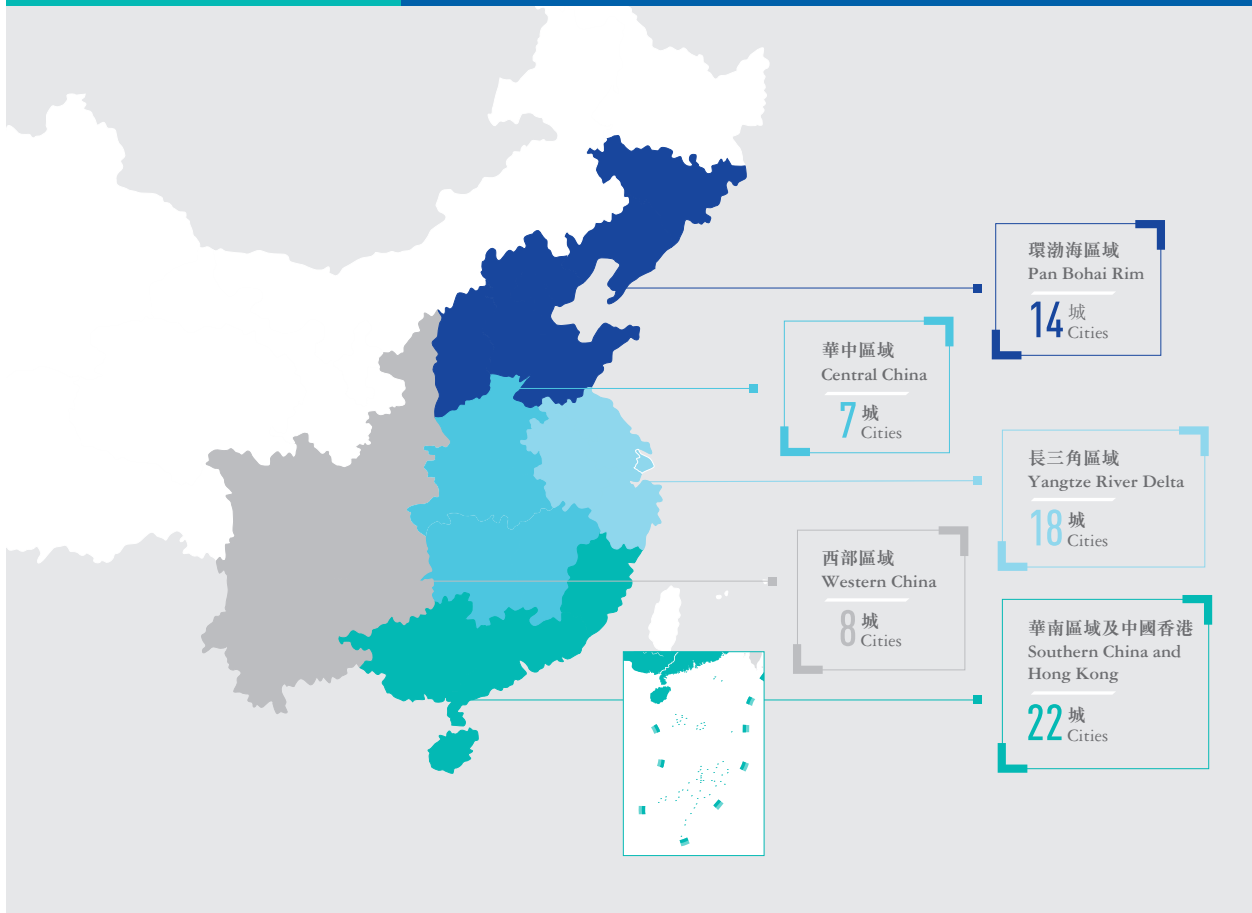 環渤海區域
Pan Bohai Rim
14 城
Cities
華中區域
Central China
7 城
Cities
長三角區域
Yangtze River Delta
18 城
Cities
西部區域
Western China
8 城
Cities
華南區域及中國香港
Southern China and
Hong Kong
22 城
Cities